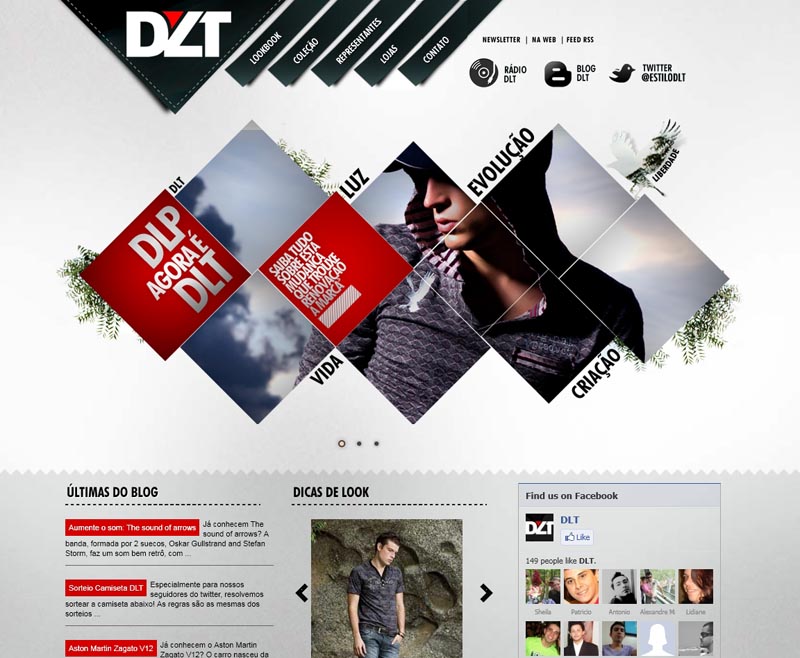 DLT
LOOKBOOK
COLEÇÃO
REPRESENTANTES
LOJAS
CONTATO
NEWSLETTER | NA WEB | FEED RSS
RÁDIO
DLT
BLOG
DLT
TWITTER
@ESTILODLT
DLT
LUZ
EVOLUÇÃO
LIBERDADE
DLP
AGORA É
DLT
SAIBA TUDO
SOBRE ESTA
MUDANÇA
QUE TROUXE
RENOVAÇÃO
À MARCA
VIDA
CRIAÇÃO
ÚLTIMAS DO BLOG
Aumente o som: The sound of arrows Já conhecem The
sound of arrows? A
banda, formada por 2 suecos, Oskar Gullstrand and Stefan
Storm, faz um som bem retrô, com ...
Sorteio Camiseta DLT Especialmente para nossos
seguidores do twitter, resolvemos
sortear a camiseta abaixo! As regras são as mesmas dos
sorteios ...
Aston Martin Zagato V12 Já conhecem o Aston Martin
Zagato V12? O carro nasceu da
DICAS DE LOOK
Find us on Facebook
DLT
DLT
Like
149 people like DLT.
Sheila Patricio Antonio Alexandre M Lidiane